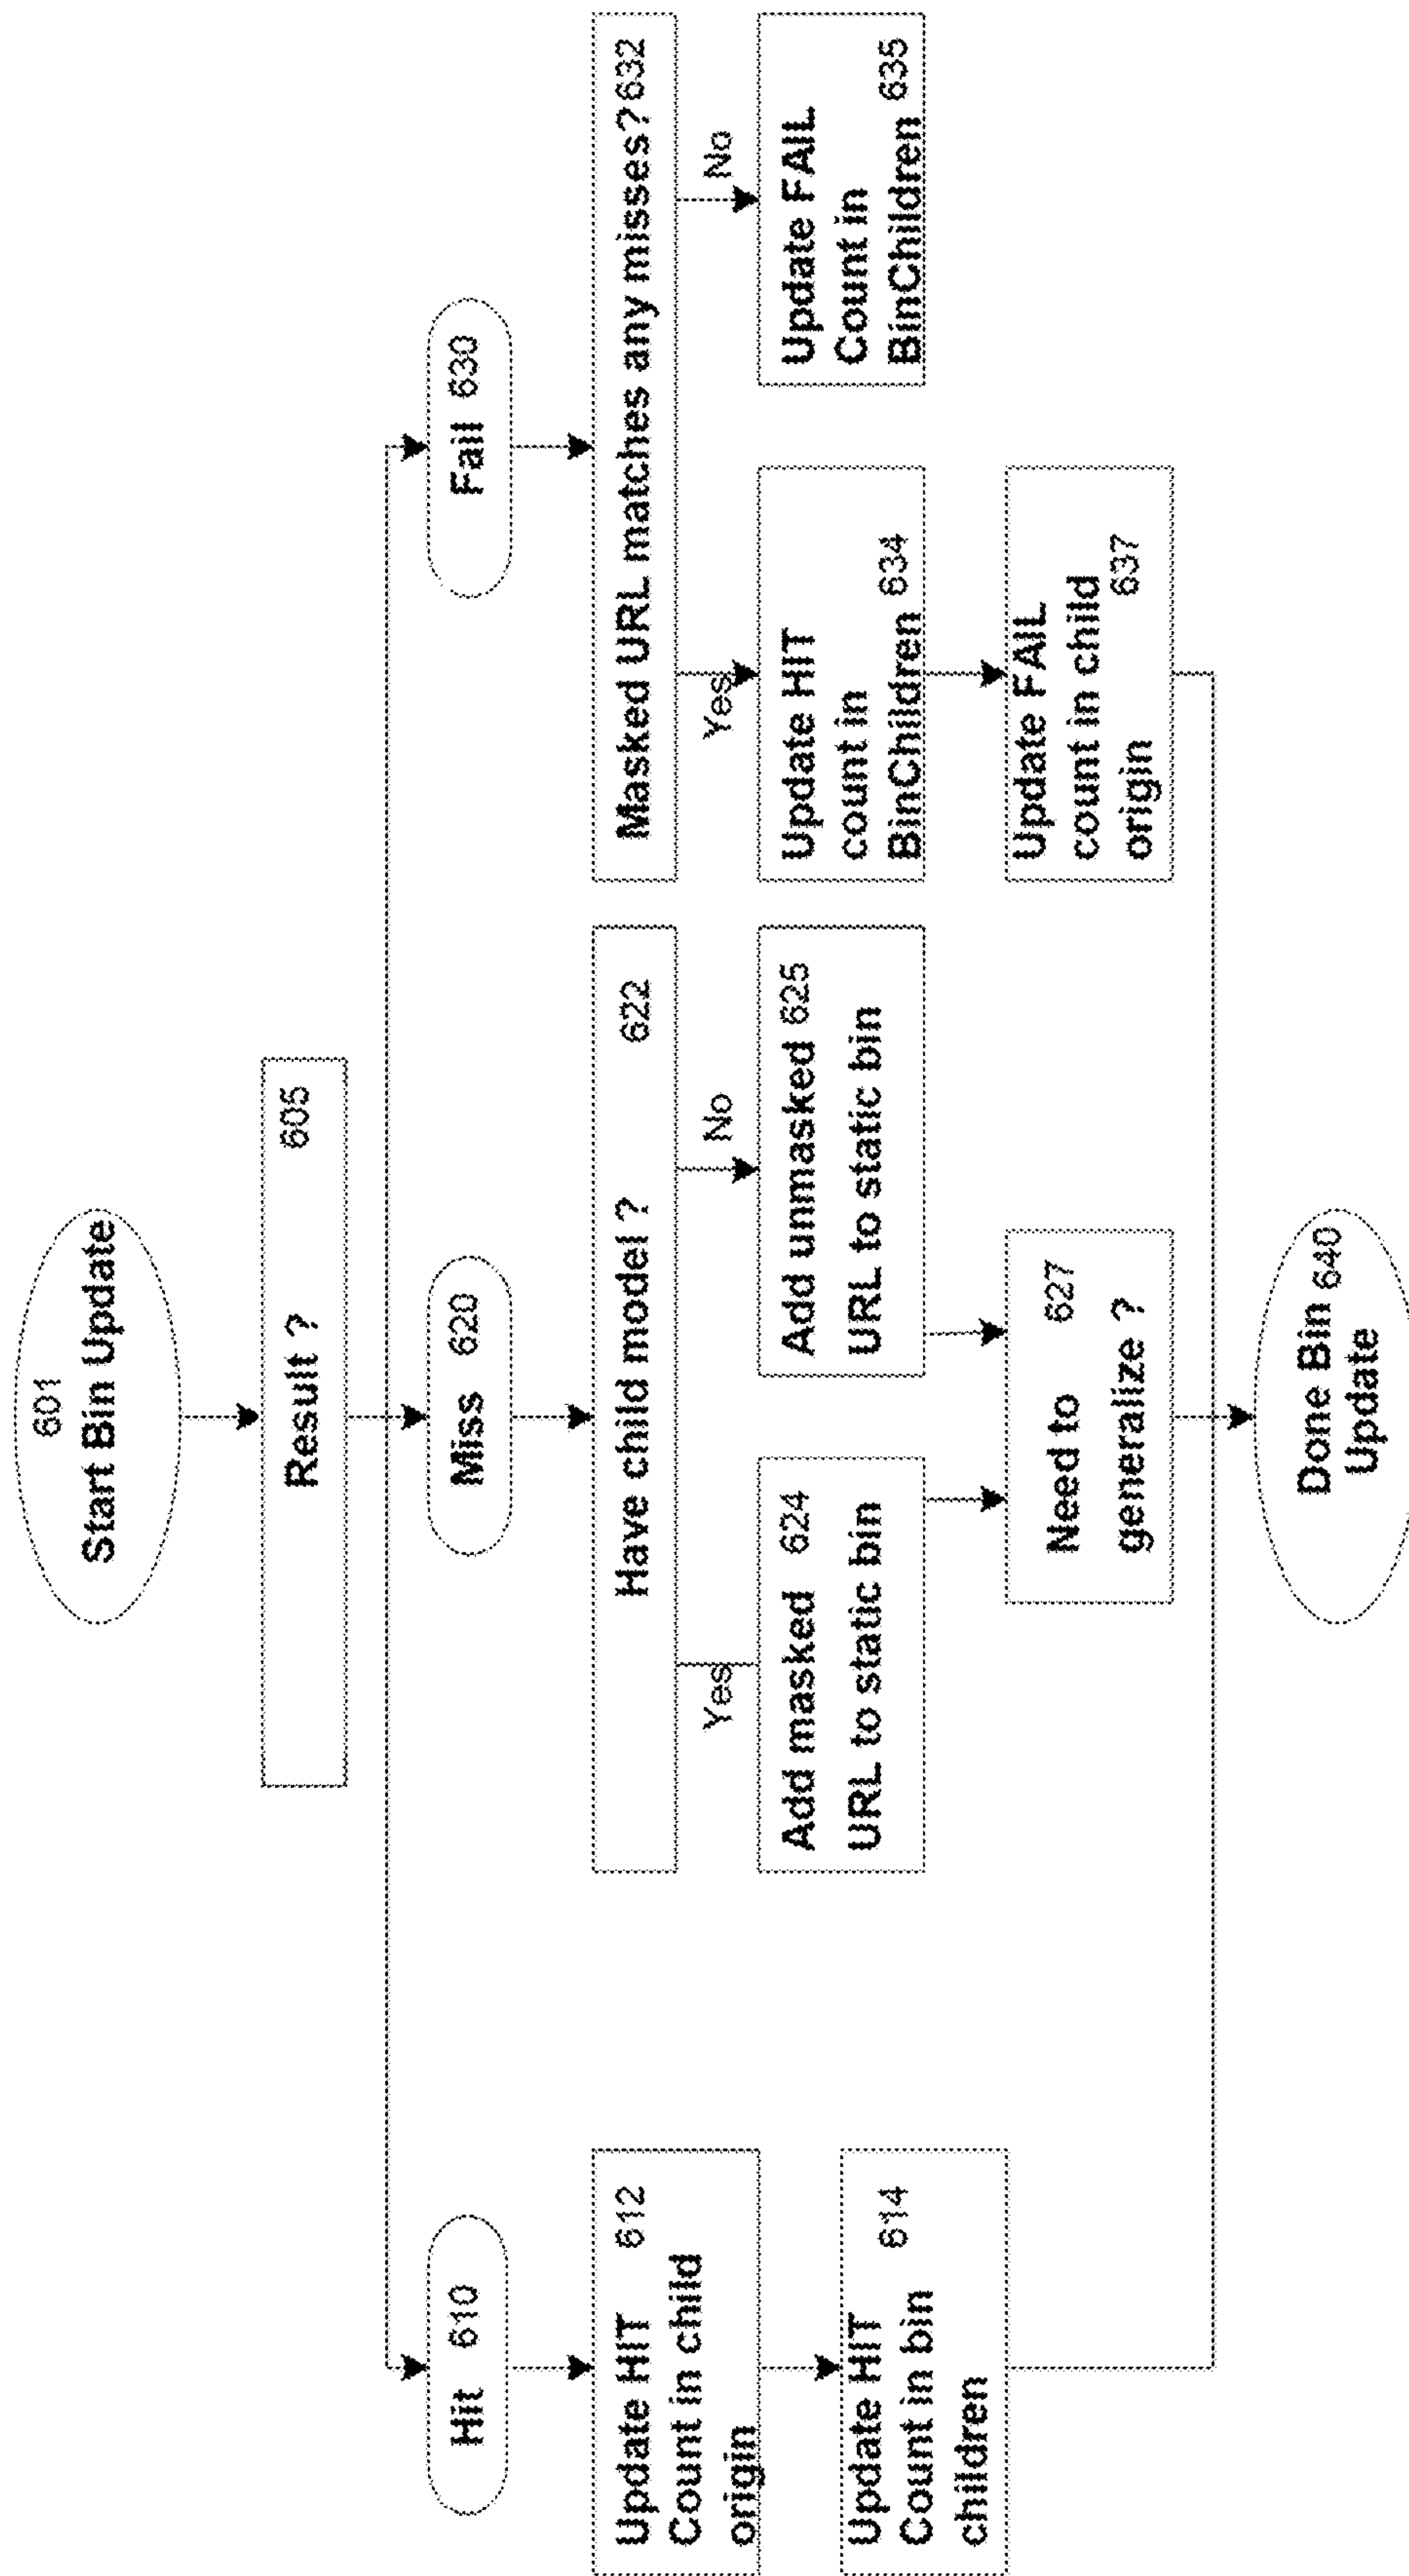 601
Start Bin Update
Result ? 605
Hit 610
Miss 620
Fail 630
Update HIT 612
Count in child
origin
Have child model ? 622
Masked URL matches any misses? 632
Yes
No
Yes
No
Update HIT
Count in bin 614
children
Add masked 624
URL to static bin
Add unmasked 625
URL to static bin
Update HIT
count in
BinChildren 634
Update FAIL
Count in
BinChildren 635
Need to 627
generalize ?
Update FAIL
count in child
origin 637
Done Bin 640
Update